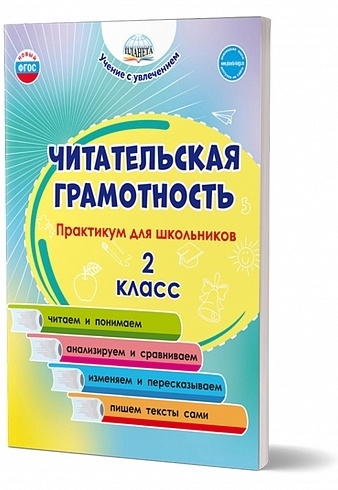 ПЛАНЕТА
Учение с увлечением
НОВЫЙ
ФГОС
ЧИТАТЕЛЬСКАЯ
ГРАМОТНОСТЬ
Практикум для школьников
2
класс
читаем и понимаем
анализируем и сравниваем
изменяем и пересказываем
пишем тексты сами